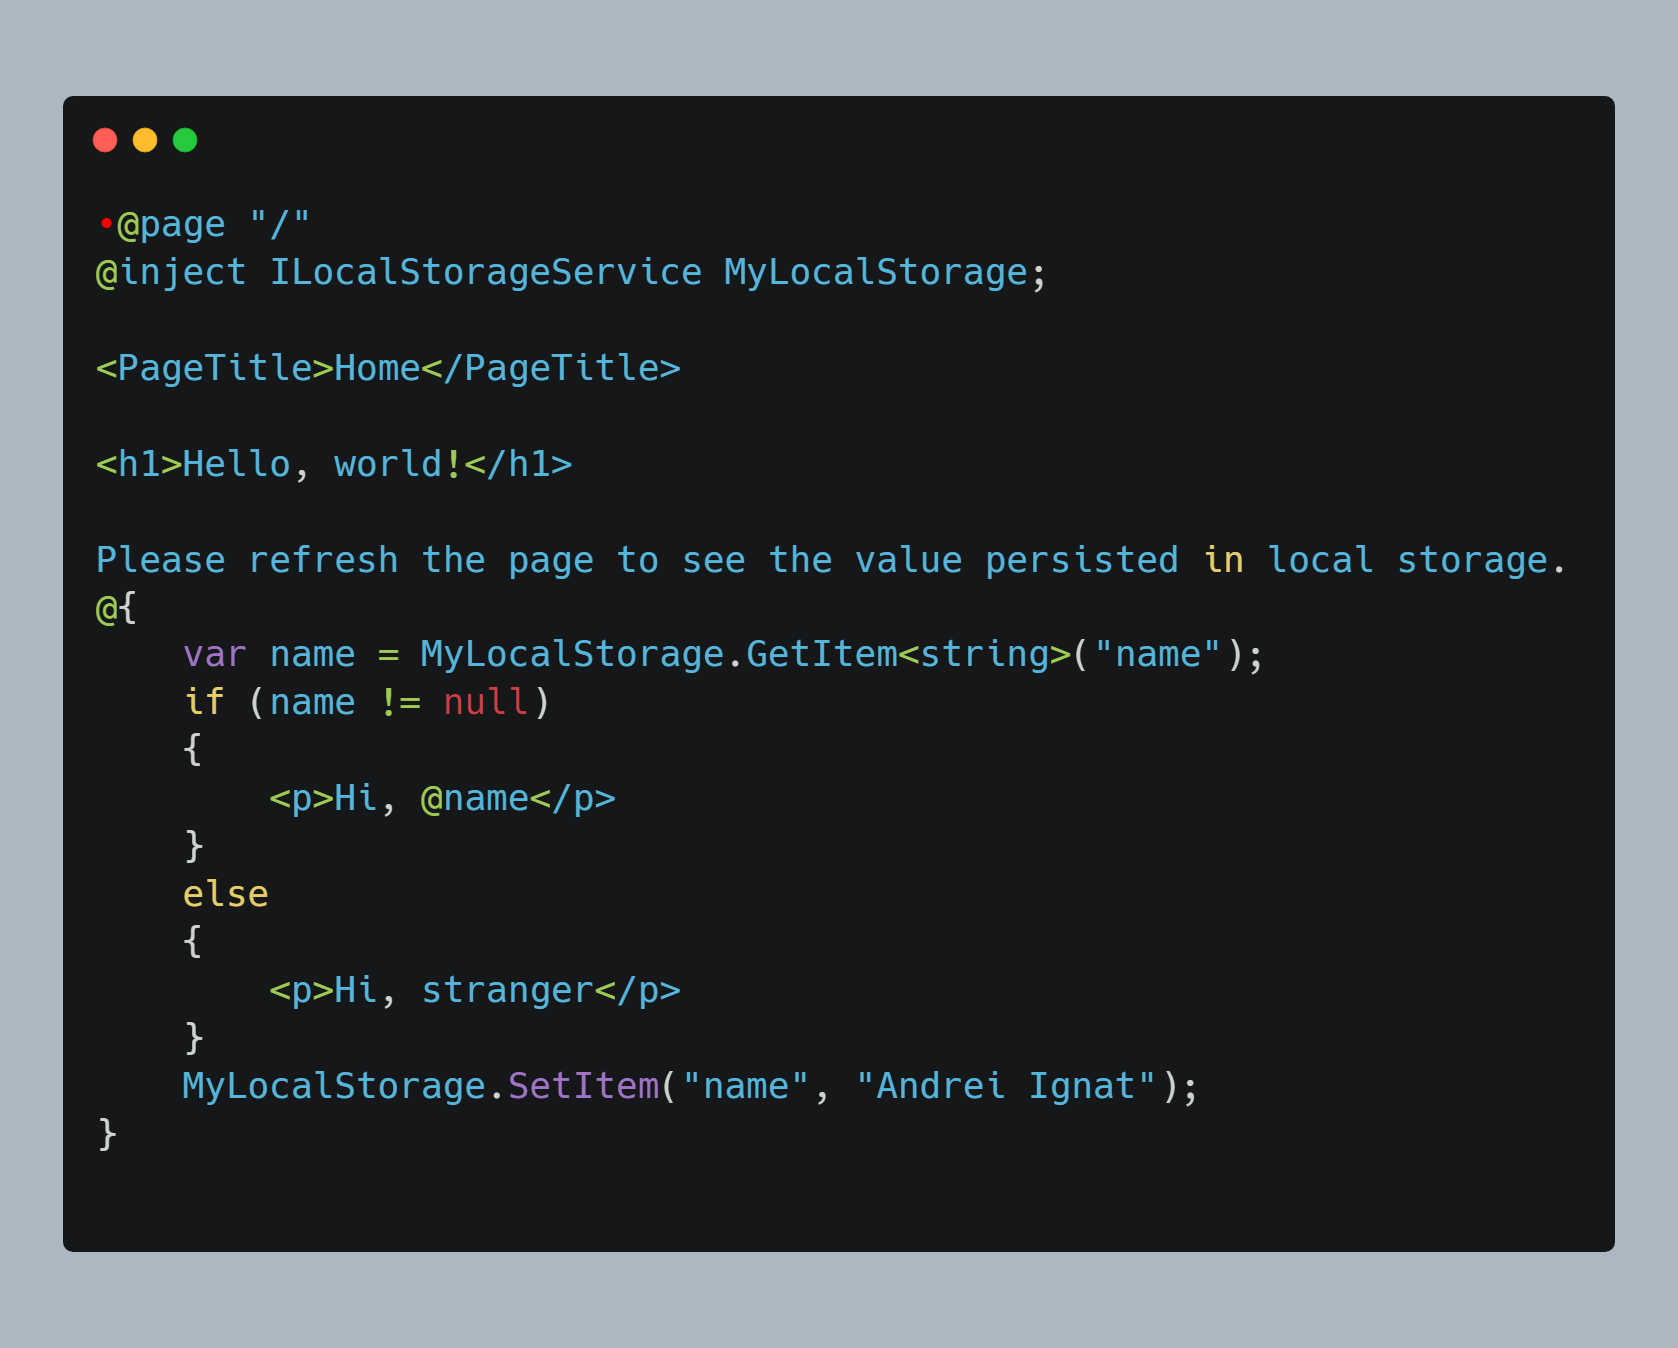 •@page "/"
@inject ILocalStorageService MyLocalStorage;

<PageTitle>Home</PageTitle>

<h1>Hello, world!</h1>

Please refresh the page to see the value persisted in local storage.
@{
    var name = MyLocalStorage.GetItem<string>("name");
    if (name != null)
    {
        <p>Hi, @name</p>
    }
    else
    {
        <p>Hi, stranger</p>
    }
    MyLocalStorage.SetItem("name", "Andrei Ignat");
}